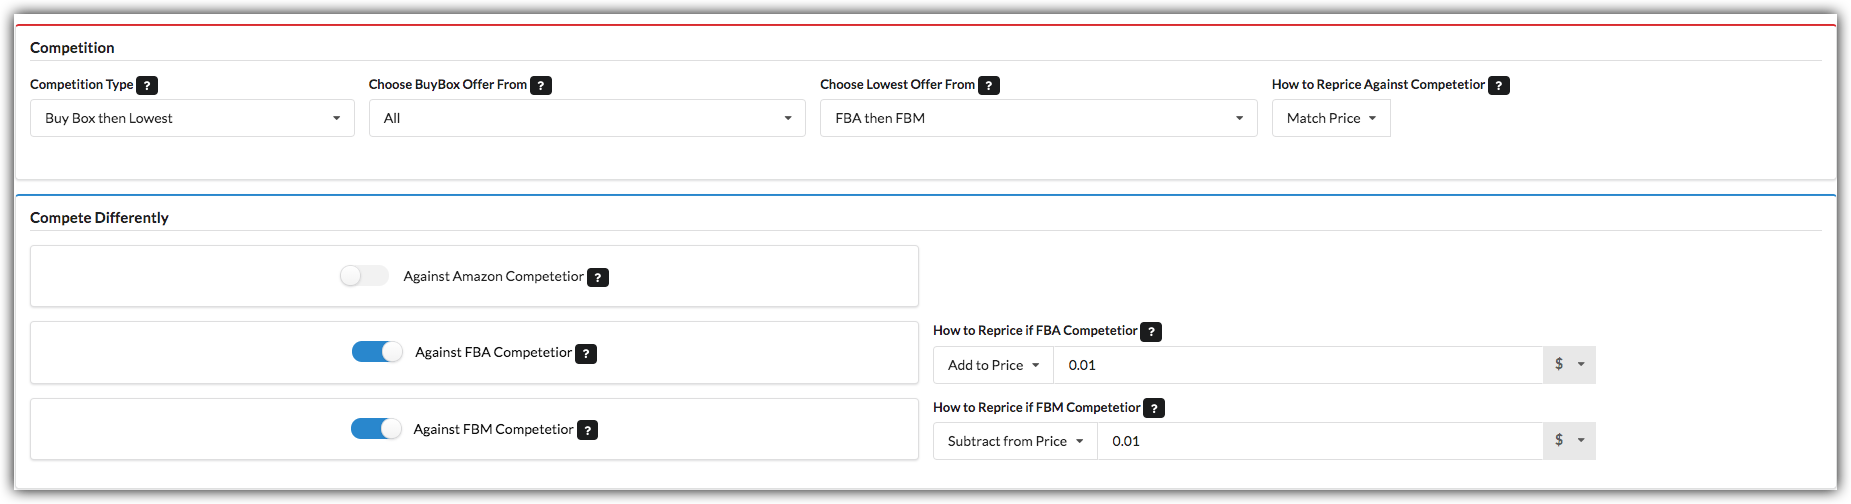 Competition
Competition Type ?
Choose BuyBox Offer From ?
Choose Lowest Offer From ?
How to Reprice Against Competetior ?
Buy Box then Lowest
All
FBA then FBM
Match Price
Compete Differently
Against Amazon Competetior ?
Against FBA Competetior ?
How to Reprice if FBA Competetior ?
Add to Price
0.01
$
Against FBM Competetior ?
How to Reprice if FBM Competetior ?
Subtract from Price
0.01
$